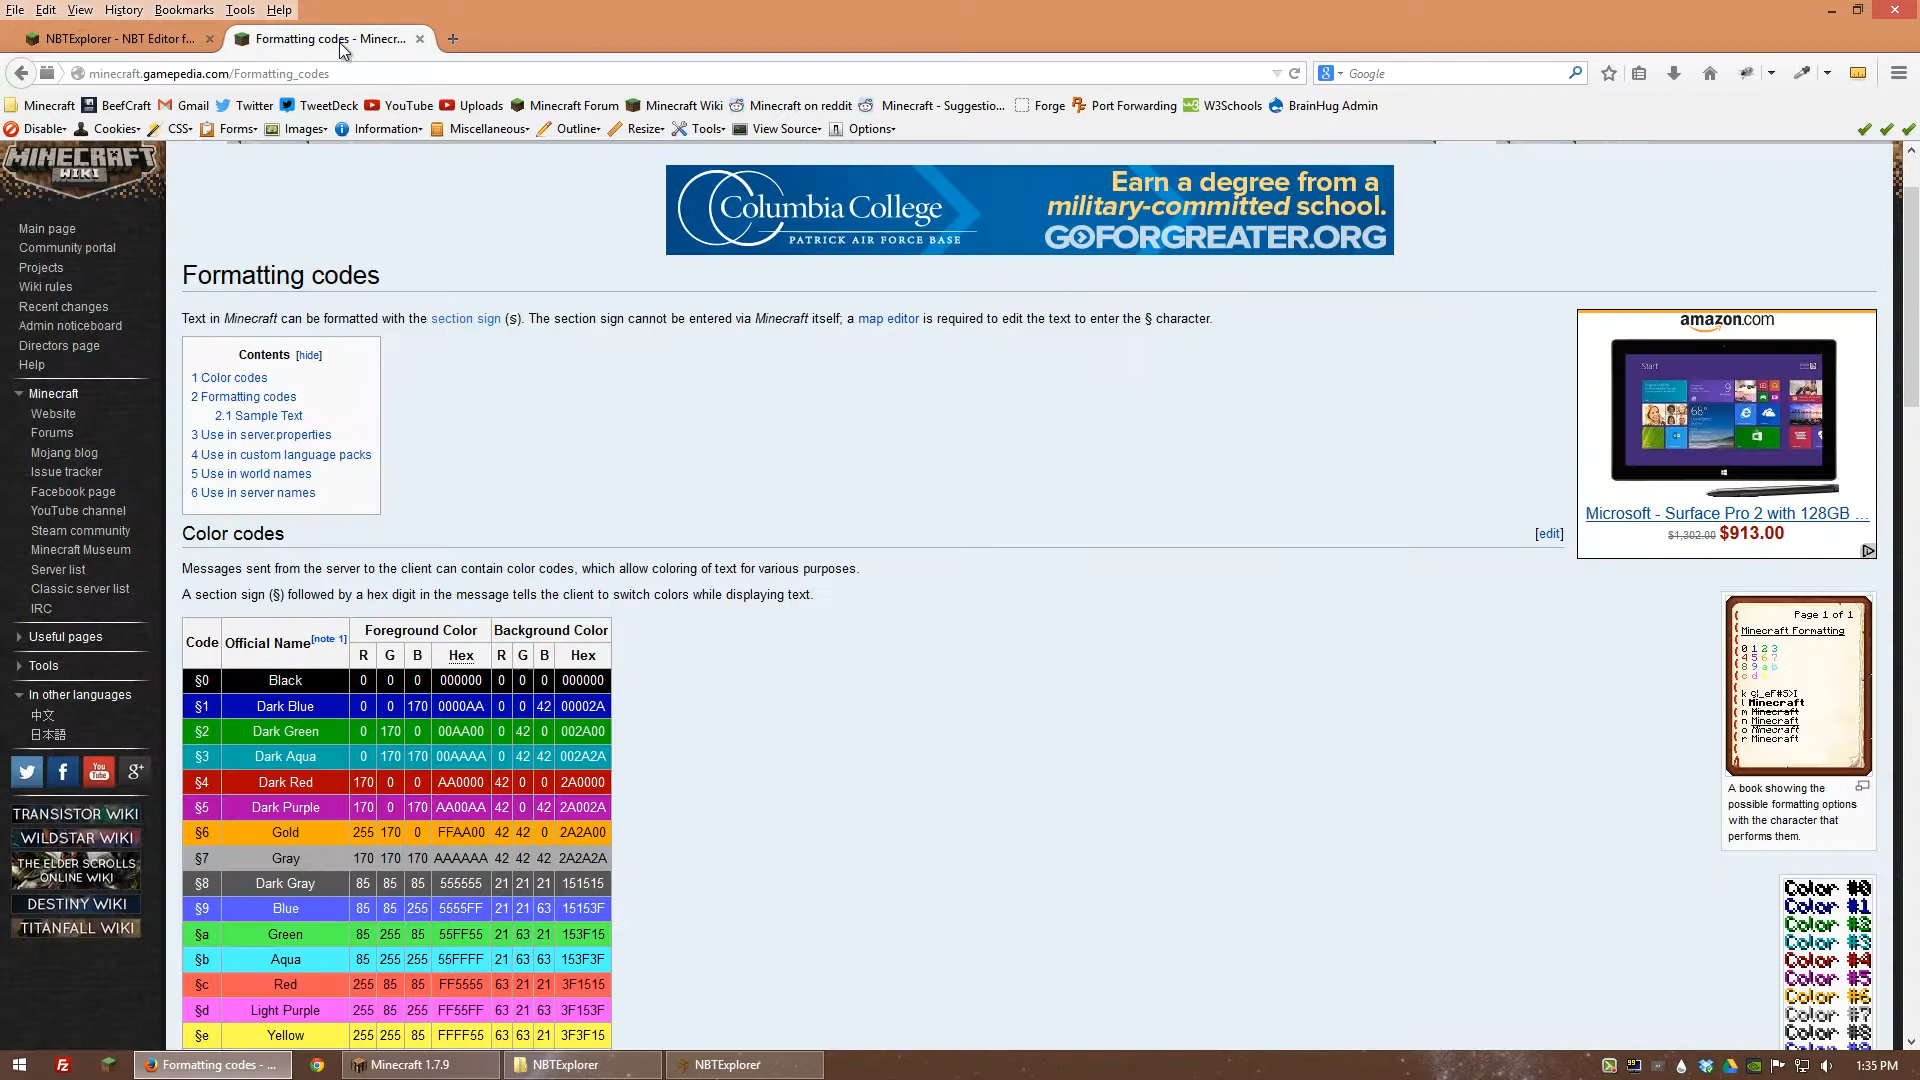 File Edit View History Bookmarks Tools Help
NBTExplorer - NBT Editor f...
Formatting codes - Minecr...
minecraft.gamepedia.com/Formatting_codes
Google
Minecraft BeefCraft Gmail Twitter TweetDeck YouTube Uploads Minecraft Forum Minecraft Wiki Minecraft on reddit Minecraft - Suggestio... Forge Port Forwarding W3Schools BrainHug Admin
Disable Cookies CSS Forms Images Information Miscellaneous Outline Resize Tools View Source Options
MINECRAFT
WIKI
Main page
Community portal
Projects
Wiki rules
Recent changes
Admin noticeboard
Directors page
Help
Minecraft
Website
Forums
Mojang blog
Issue tracker
Facebook page
YouTube channel
Steam community
Minecraft Museum
Server list
Classic server list
IRC
Useful pages
Tools
In other languages
中文
日本語
You
Tube
g+
TRANSISTOR WIKI
WILDSTAR WIKI
THE ELDER SCROLLS
ONLINE WIKI
DESTINY WIKI
TITANFALL WIKI
Columbia College
PATRICK AIR FORCE BASE
Earn a degree from a
military-committed school.
GOFORGREATER.ORG
Formatting codes
Text in Minecraft can be formatted with the section sign (§). The section sign cannot be entered via Minecraft itself; a map editor is required to edit the text to enter the § character.
Contents [hide]
1 Color codes
2 Formatting codes
2.1 Sample Text
3 Use in server.properties
4 Use in custom language packs
5 Use in world names
6 Use in server names
Color codes
[edit]
Messages sent from the server to the client can contain color codes, which allow coloring of text for various purposes.
A section sign (§) followed by a hex digit in the message tells the client to switch colors while displaying text.
Code Official Name[note 1] Foreground Color Background Color
R G B Hex R G B Hex
§0 Black 0 0 0 000000 0 0 0 000000
§1 Dark Blue 0 0 170 0000AA 0 0 42 00002A
§2 Dark Green 0 170 0 00AA00 0 42 0 002A00
§3 Dark Aqua 0 170 170 00AAAA 0 42 42 002A2A
§4 Dark Red 170 0 0 AA0000 42 0 0 2A0000
§5 Dark Purple 170 0 170 AA00AA 42 0 42 2A002A
§6 Gold 255 170 0 FFAA00 42 42 0 2A2A00
§7 Gray 170 170 170 AAAAAA 42 42 42 2A2A2A
§8 Dark Gray 85 85 85 555555 21 21 21 151515
§9 Blue 85 85 255 5555FF 21 21 63 15153F
§a Green 85 255 85 55FF55 21 63 21 153F15
§b Aqua 85 255 255 55FFFF 21 63 63 153F3F
§c Red 255 85 85 FF5555 63 21 21 3F1515
§d Light Purple 255 85 255 FF55FF 63 21 63 3F153F
§e Yellow 255 255 85 FFFF55 63 63 21 3F3F15
amazon.com
Start
Microsoft - Surface Pro 2 with 128GB ...
$1,302.00 $913.00
Page 1 of 1
Minecraft Formatting
0 1 2 3
4 5 6 7
8 9 a b
c d
l Minecraft
m Minecraft
n Minecraft
o Minecraft
r Minecraft
A book showing the
possible formatting options
with the character that
performs them.
Color #0
Color #1
Color #2
Color #3
Color #4
Color #5
Color #6
Color #7
Color #8
Formatting codes - ...
Minecraft 1.7.9
NBTExplorer
NBTExplorer
1:35 PM